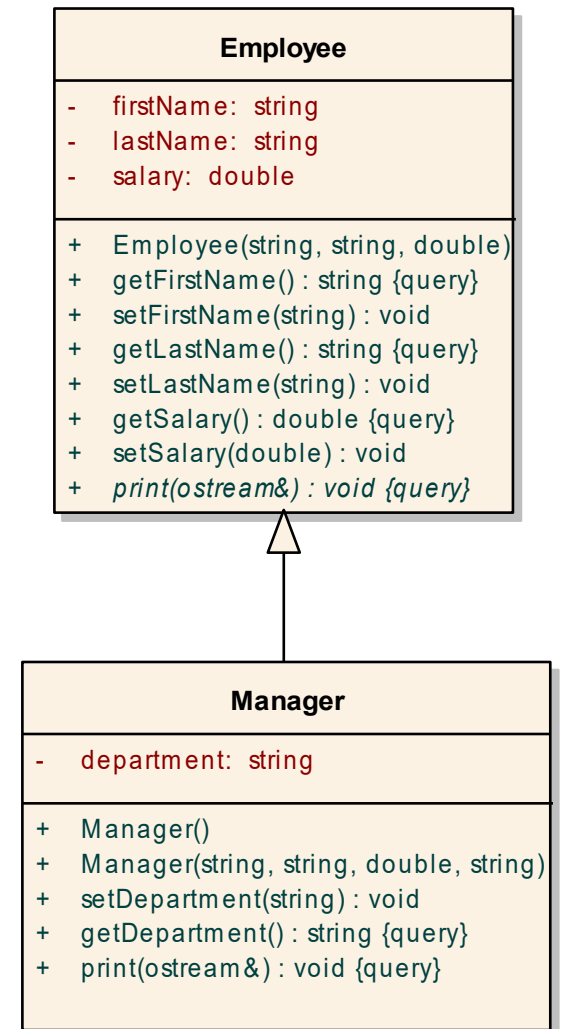 Employee
- firstName: string
- lastName: string
- salary: double
+ Employee(string, string, double)
+ getFirstName() : string {query}
+ setFirstName(string) : void
+ getLastName() : string {query}
+ setLastName(string) : void
+ getSalary() : double {query}
+ setSalary(double) : void
+ print(ostream&) : void {query}
Manager
- department: string
+ Manager()
+ Manager(string, string, double, string)
+ setDepartment(string) : void
+ getDepartment() : string {query}
+ print(ostream&) : void {query}